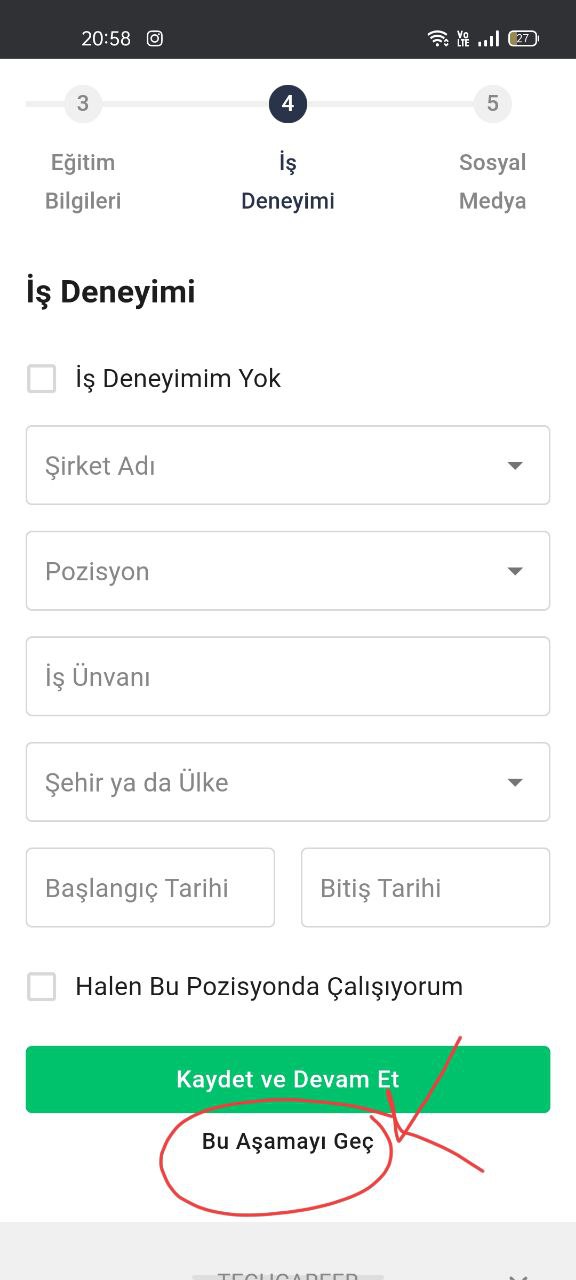 20:58
Vo
LTE
27
3
4
5
Eğitim
Bilgileri
İş
Deneyimi
Sosyal
Medya
İş Deneyimi
İş Deneyimim Yok
Şirket Adı
Pozisyon
İş Ünvanı
Şehir ya da Ülke
Başlangıç Tarihi
Bitiş Tarihi
Halen Bu Pozisyonda Çalışıyorum
Kaydet ve Devam Et
Bu Aşamayı Geç
TECHCAREER